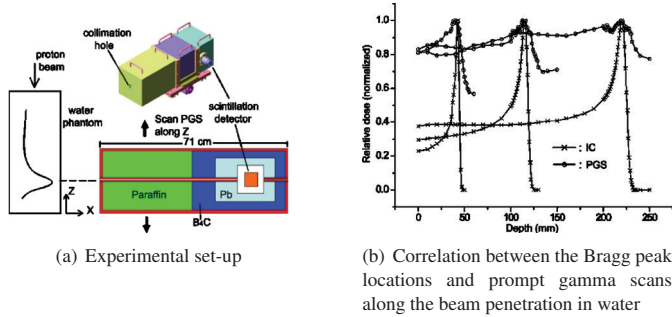 collimation
hole
proton
beam
Scan PGS
along Z
scintillation
detector
water
phantom
71 cm
Z
X
Paraffin
Pb
B4C
(a) Experimental set-up
Relative dose (normalized)
1.0
0.8
0.6
0.4
0.2
0.0
: IC
: PGS
0 50 100 150 200 250
Depth (mm)
(b) Correlation between the Bragg peak
locations and prompt gamma scans
along the beam penetration in water